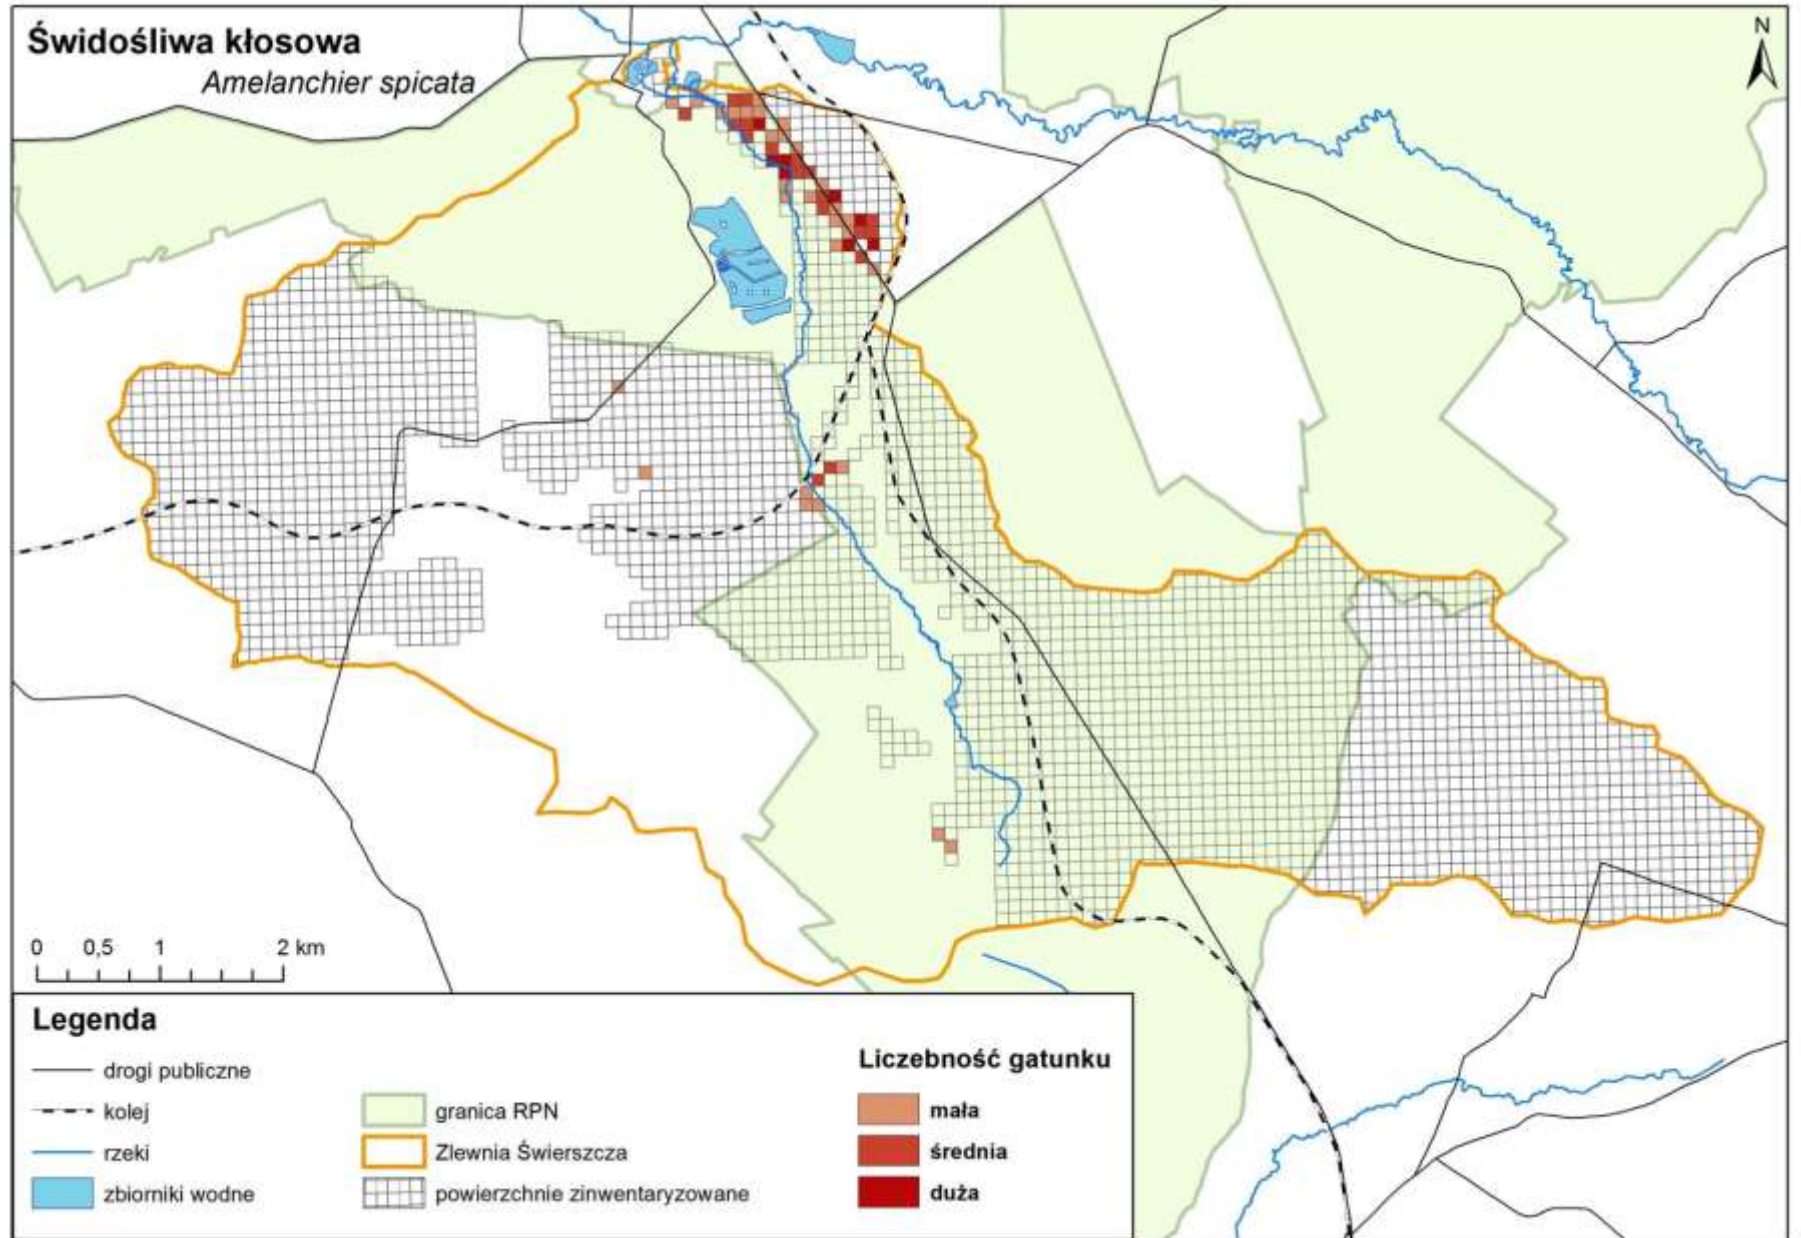 Świdośliwa kłosowa
Amelanchier spicata
N
0 0,5 1 2 km
Legenda
drogi publiczne
kolej
rzeki
zbiorniki wodne
granica RPN
Zlewnia Świerszcza
powierzchnie zinwentaryzowane
Liczebność gatunku
mała
średnia
duża